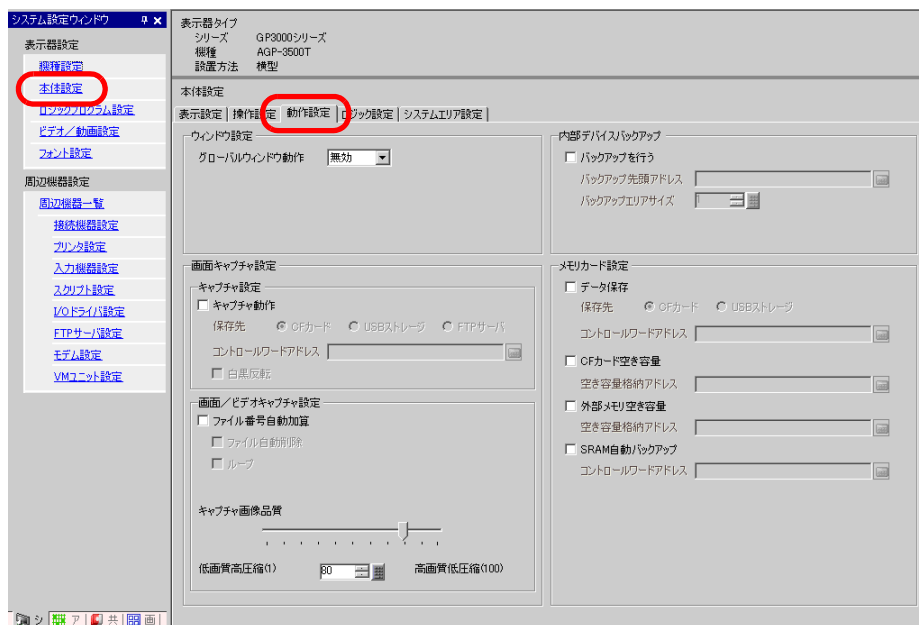 システム設定ウィンドウ
表示器設定
機種設定
本体設定
ロジックプログラム設定
ビデオ／動画設定
フォント設定
周辺機器設定
周辺機器一覧
接続機器設定
プリンタ設定
入力機器設定
スクリプト設定
I/Oドライバ設定
FTPサーバ設定
モデム設定
VMユニット設定
シ
ア
共
画
表示器タイプ
シリーズ GP3000シリーズ
機種 AGP-3500T
設置方法 横型
本体設定
表示設定 操作設定 動作設定 ロジック設定 システムエリア設定
ウィンドウ設定
グローバルウィンドウ動作 無効
画面キャプチャ設定
キャプチャ設定
キャプチャ動作
保存先 CFカード USBストレージ FTPサーバ
コントロールワードアドレス
白黒反転
画面／ビデオキャプチャ設定
ファイル番号自動加算
ファイル自動削除
ループ
キャプチャ画像品質
低画質高圧縮(1) 80 高画質低圧縮(100)
内部デバイスバックアップ
バックアップを行う
バックアップ先頭アドレス
バックアップエリアサイズ 1
メモリカード設定
データ保存
保存先 CFカード USBストレージ
コントロールワードアドレス
CFカード空き容量
空き容量格納アドレス
外部メモリ空き容量
空き容量格納アドレス
SRAM自動バックアップ
コントロールワードアドレス